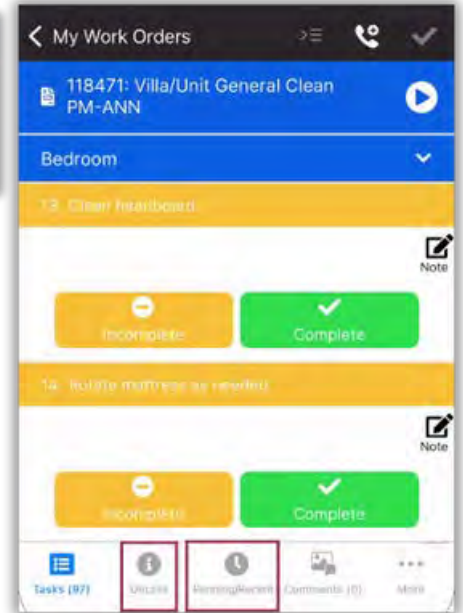 My Work Orders
118471: Villa/Unit General Clean
PM-ANN
Bedroom
13. Clean headboard
Note
Incomplete
Complete
14. Rotate mattress as needed
Note
Incomplete
Complete
Tasks (97)
Details
Comments (0)
More